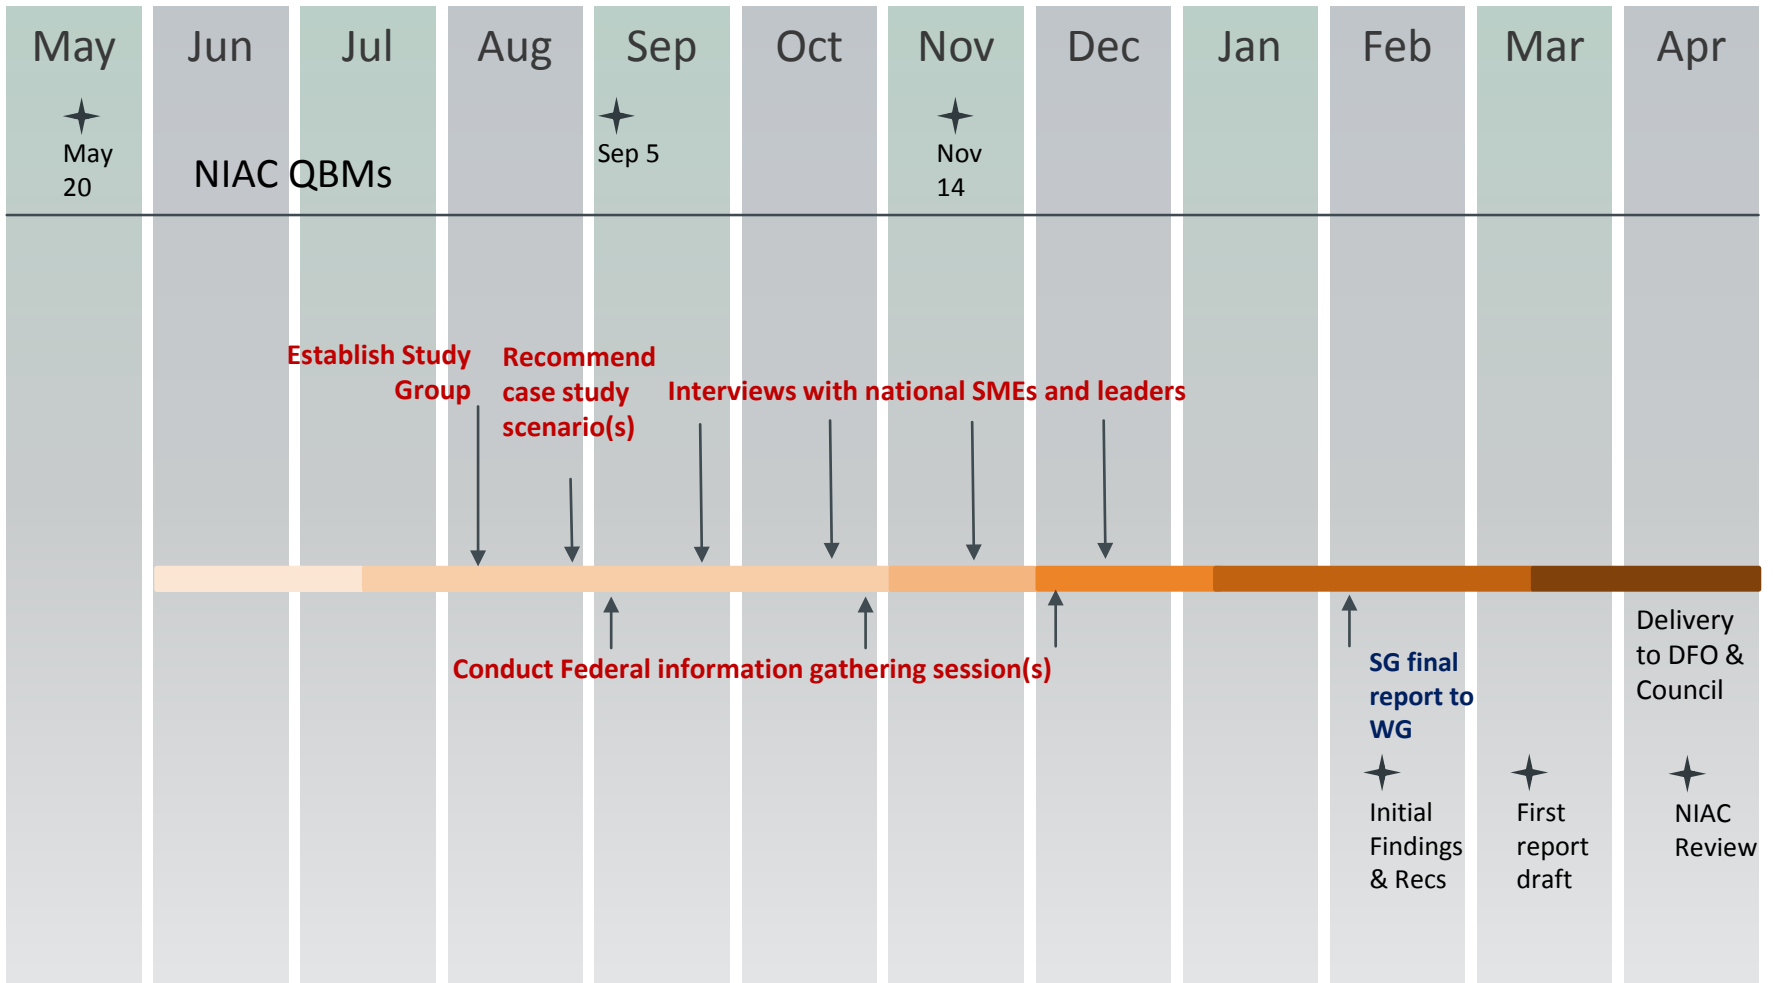 May Jun Jul Aug Sep Oct Nov Dec Jan Feb Mar Apr
May
20
NIAC QBMs
Sep 5
Nov
14
Establish Study
Group
Recommend
case study
scenario(s)
Interviews with national SMEs and leaders
Conduct Federal information gathering session(s)
SG final
report to
WG
Delivery
to DFO &
Council
Initial
Findings
& Recs
First
report
draft
NIAC
Review